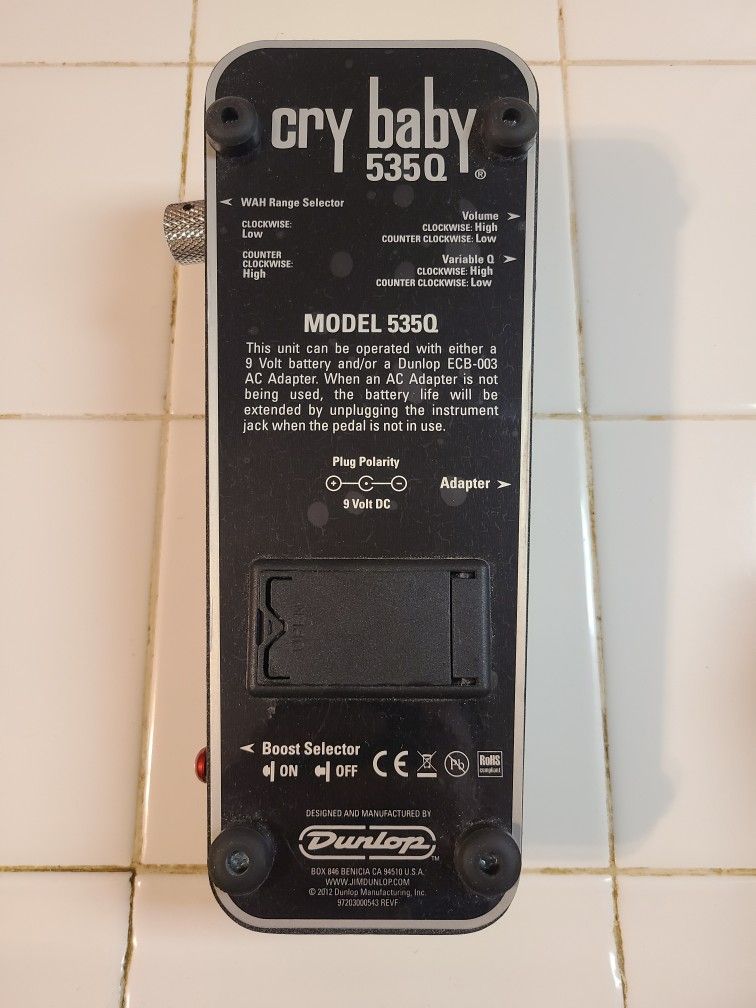 cry baby
535Q ®
WAH Range Selector
CLOCKWISE:
Low
COUNTER
CLOCKWISE:
High
Volume
CLOCKWISE: High
COUNTER CLOCKWISE: Low
Variable Q
CLOCKWISE: High
COUNTER CLOCKWISE: Low
MODEL 535Q
This unit can be operated with either a
9 Volt battery and/or a Dunlop ECB-003
AC Adapter. When an AC Adapter is not
being used, the battery life will be
extended by unplugging the instrument
jack when the pedal is not in use.
Plug Polarity
+ −
9 Volt DC
Adapter
OPEN
Boost Selector
ON OFF
CE Pb RoHS
compliant
DESIGNED AND MANUFACTURED BY
Dunlop™
BOX 846 BENICIA CA 94510 U.S.A.
WWW.JIMDUNLOP.COM
© 2012 Dunlop Manufacturing, Inc.
97203000543 REVF